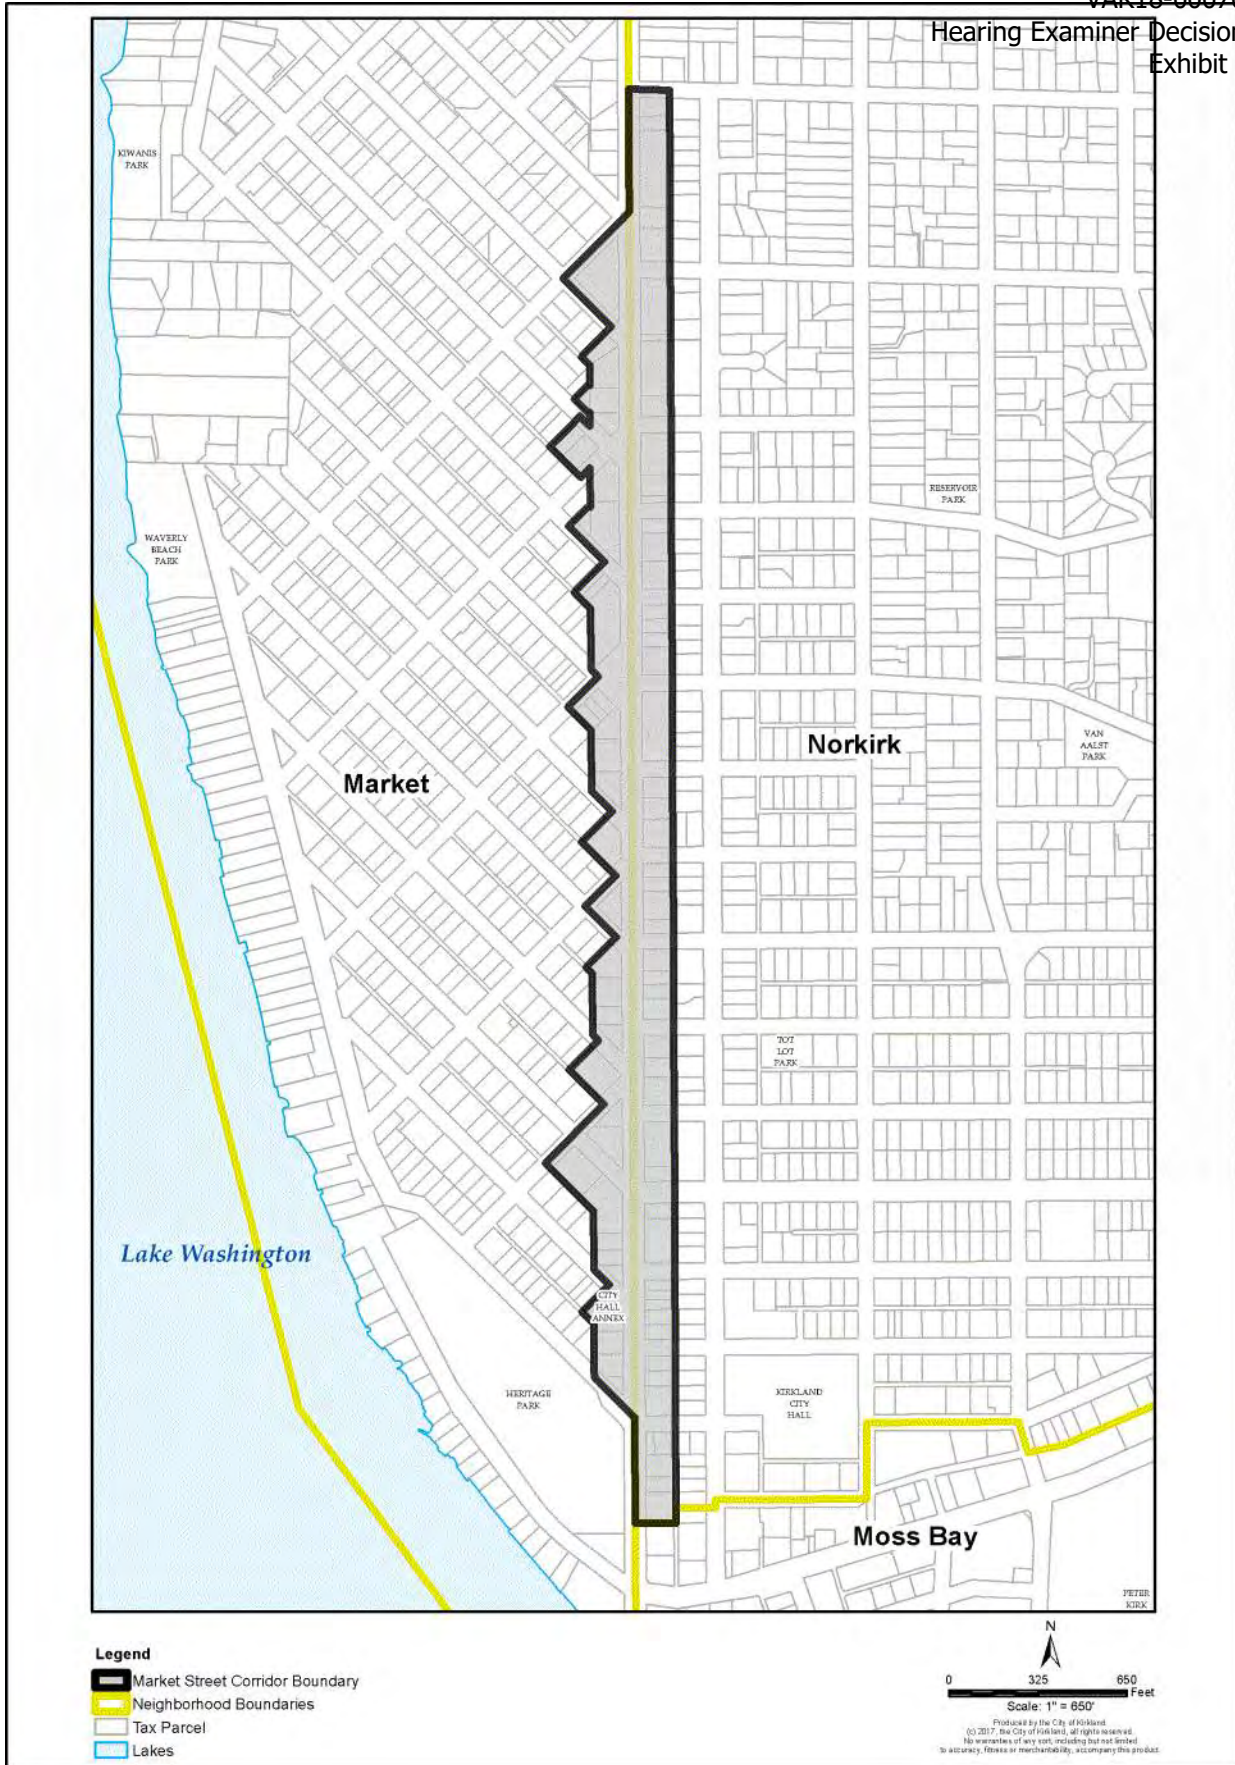 Hearing Examiner Decision
Exhibit
KIWANIS
PARK
WAVERLY
BEACH
PARK
RESERVOIR
PARK
VAN
AALST
PARK
Norkirk
Market
TOT
LOT
PARK
Lake Washington
CITY
HALL
ANNEX
HERITAGE
PARK
KIRKLAND
CITY
HALL
Moss Bay
PETER
KIRK
Legend
Market Street Corridor Boundary
Neighborhood Boundaries
Tax Parcel
Lakes
N
0 325 650
Feet
Scale: 1" = 650'
Produced by the City of Kirkland.
(c) 2017, the City of Kirkland, all rights reserved.
No warranties of any sort, including but not limited
to accuracy, fitness or merchantability, accompany this product.